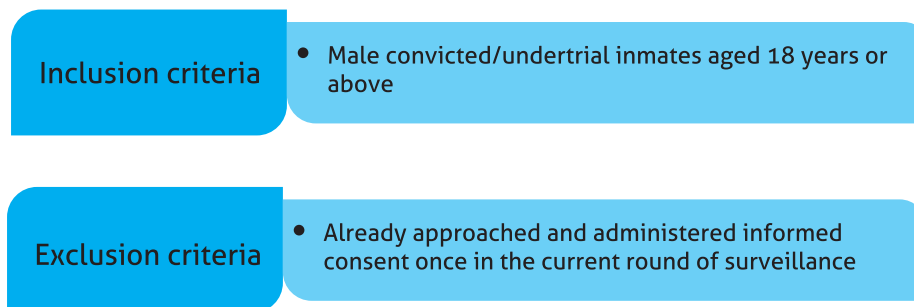 Inclusion criteria
• Male convicted/undertrial inmates aged 18 years or
above
Exclusion criteria
• Already approached and administered informed
consent once in the current round of surveillance